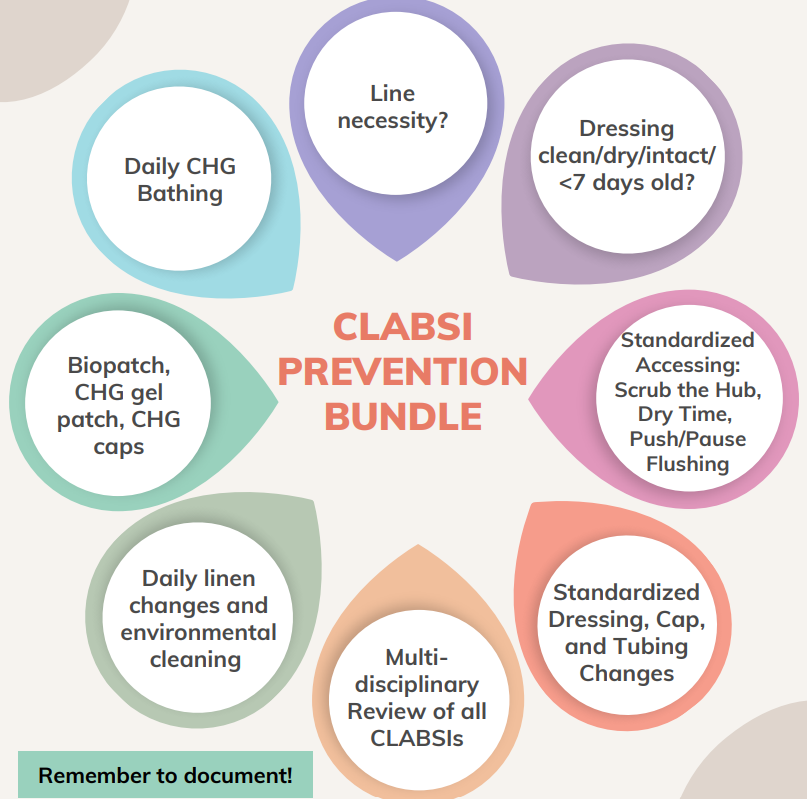 Line
necessity?
Dressing
clean/dry/intact/
<7 days old?
Daily CHG
Bathing
CLABSI
PREVENTION
BUNDLE
Standardized
Accessing:
Scrub the Hub,
Dry Time,
Push/Pause
Flushing
Biopatch,
CHG gel
patch, CHG
caps
Standardized
Dressing, Cap,
and Tubing
Changes
Daily linen
changes and
environmental
cleaning
Multi-
disciplinary
Review of all
CLABSIs
Remember to document!